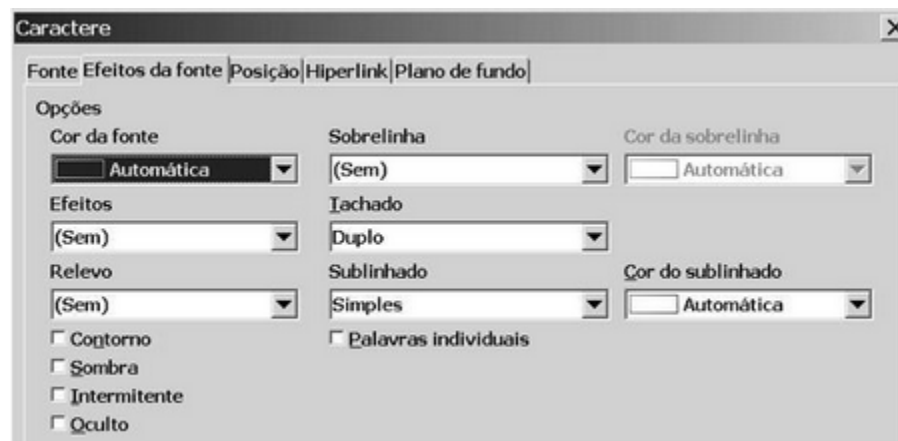 Caractere
Fonte Efeitos da fonte Posição Hiperlink Plano de fundo
Opções
Cor da fonte Sobrelinha Cor da sobrelinha
Automática (Sem) Automática
Efeitos Tachado
(Sem) Duplo
Relevo Sublinhado Cor do sublinhado
(Sem) Simples Automática
Contorno Palavras individuais
Sombra
Intermitente
Oculto